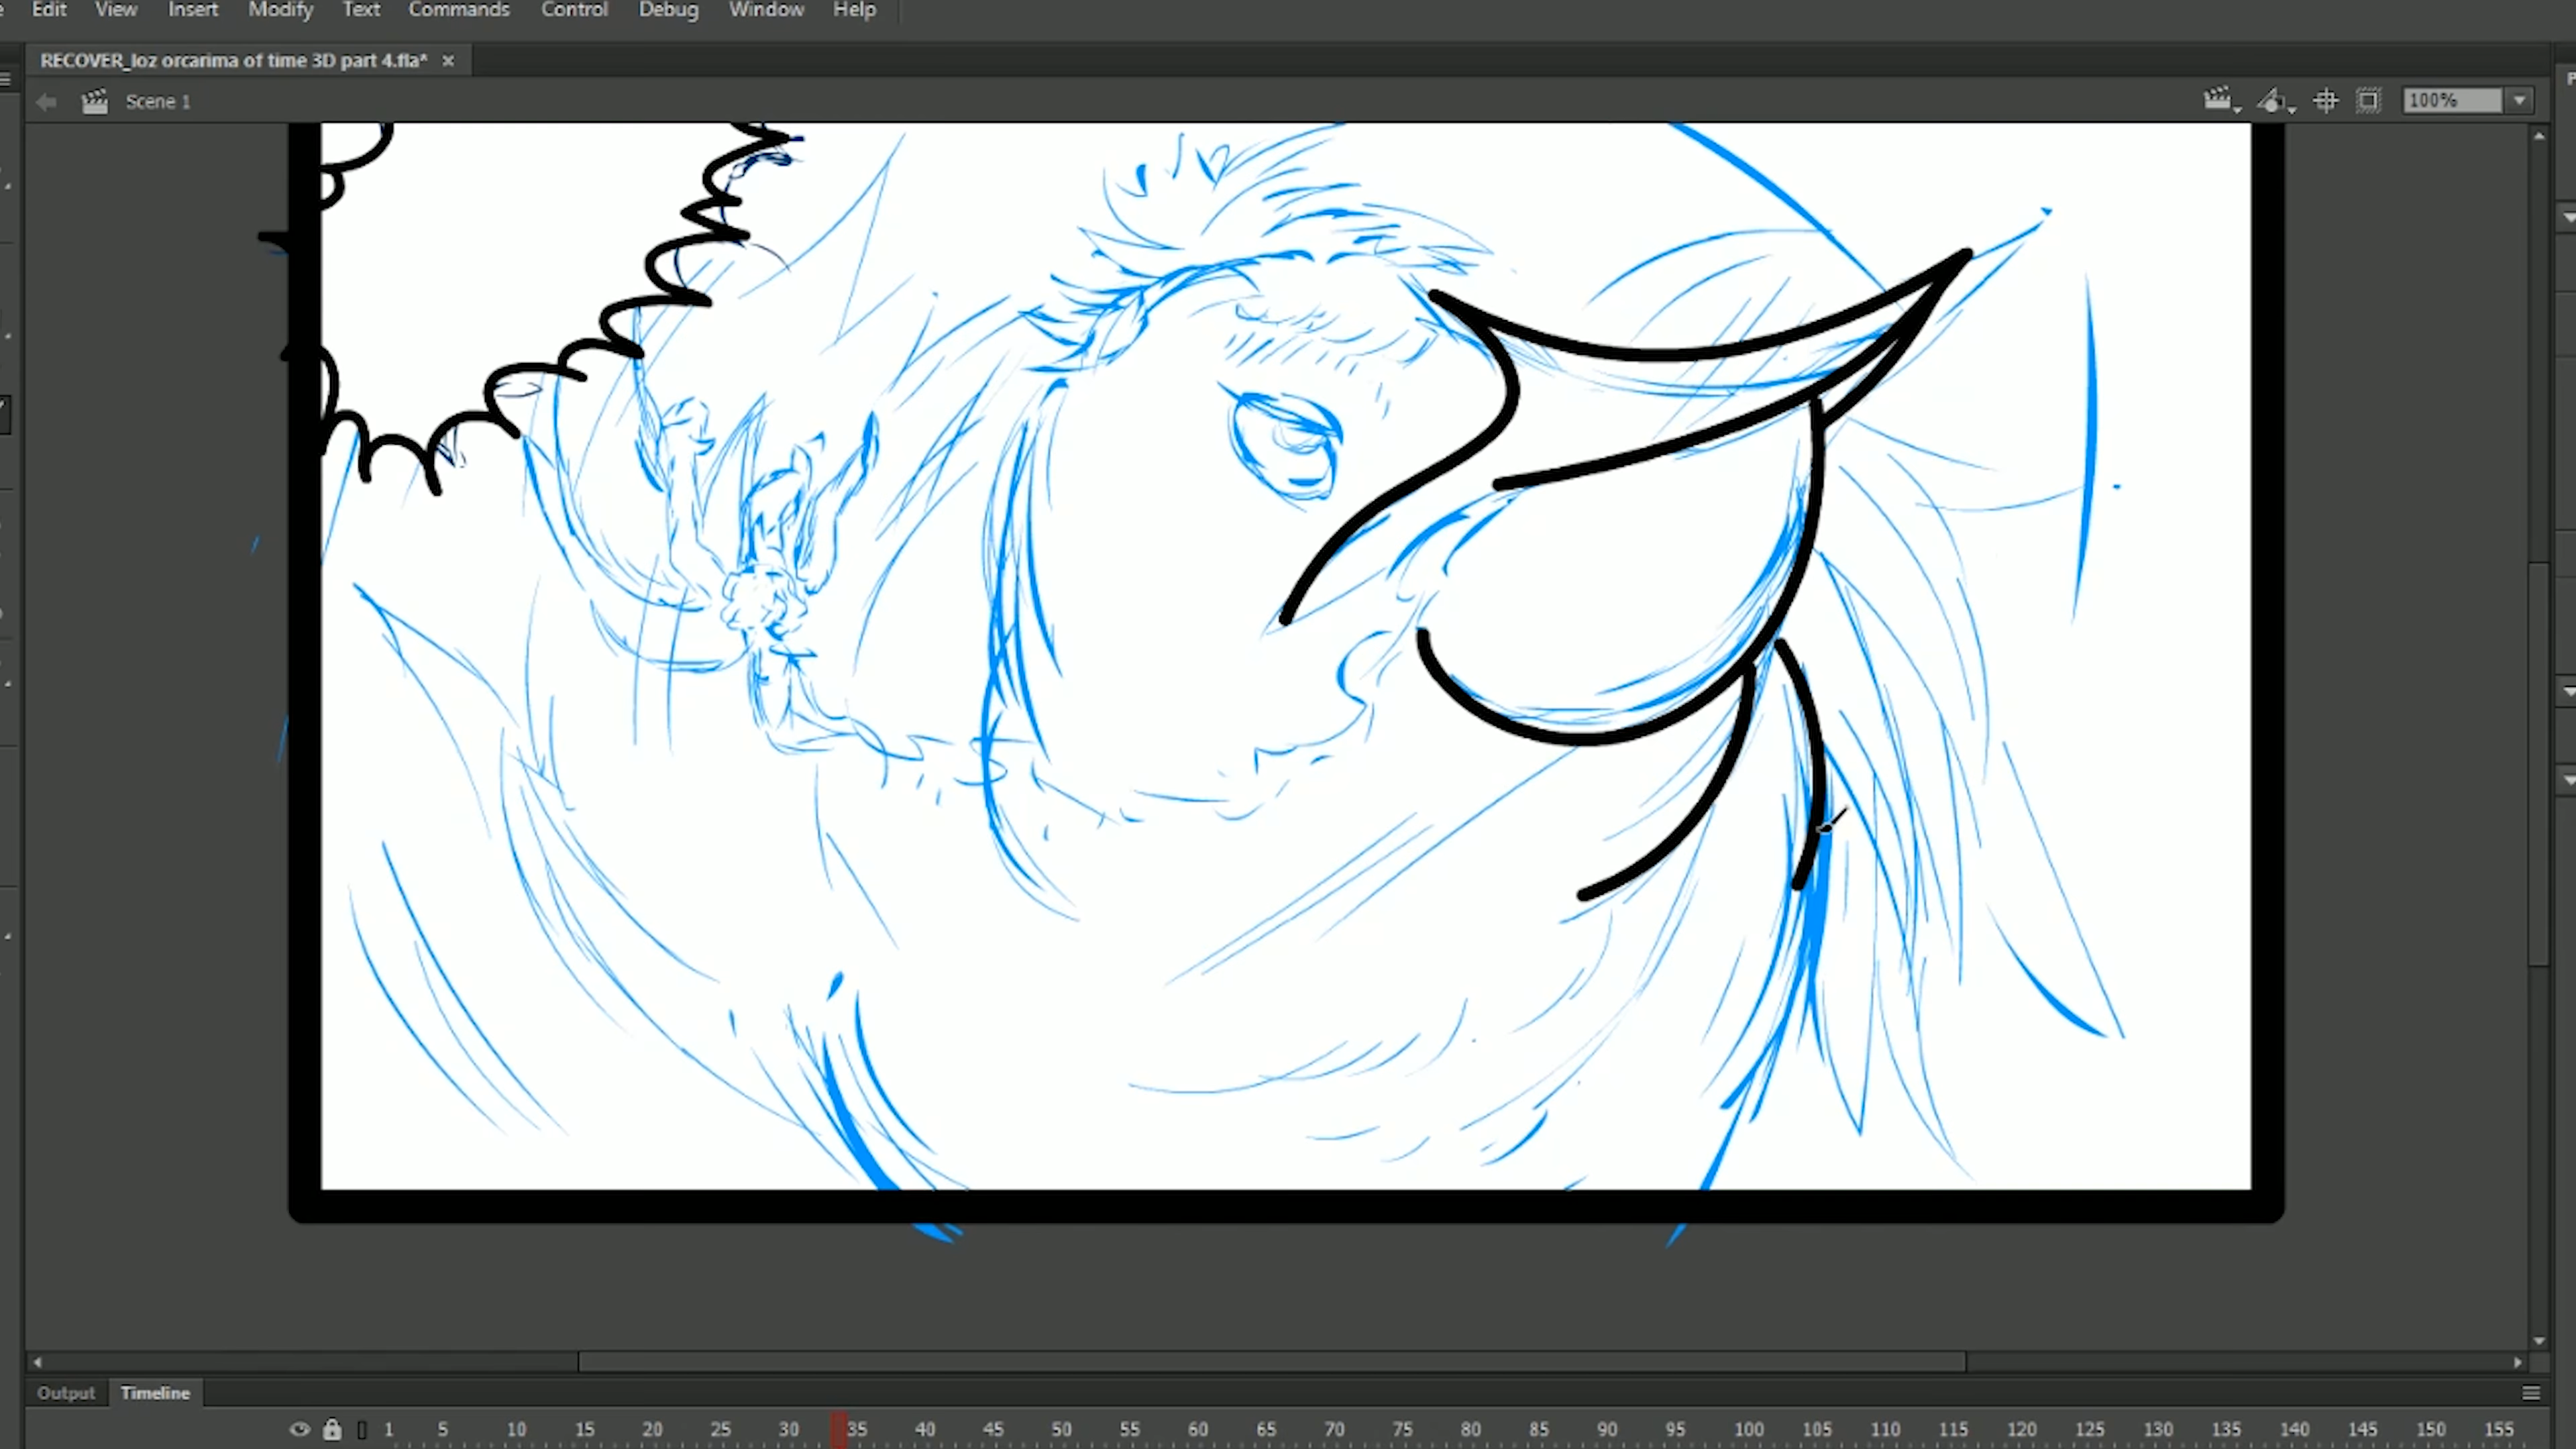 Edit View Insert Modify Text Commands Control Debug Window Help
RECOVER_loz orcarima of time 3D part 4.fla* ×
Scene 1
100%
Output Timeline
1 5 10 15 20 25 30 35 40 45 50 55 60 65 70 75 80 85 90 95 100 105 110 115 120 125 130 135 140 145 150 155